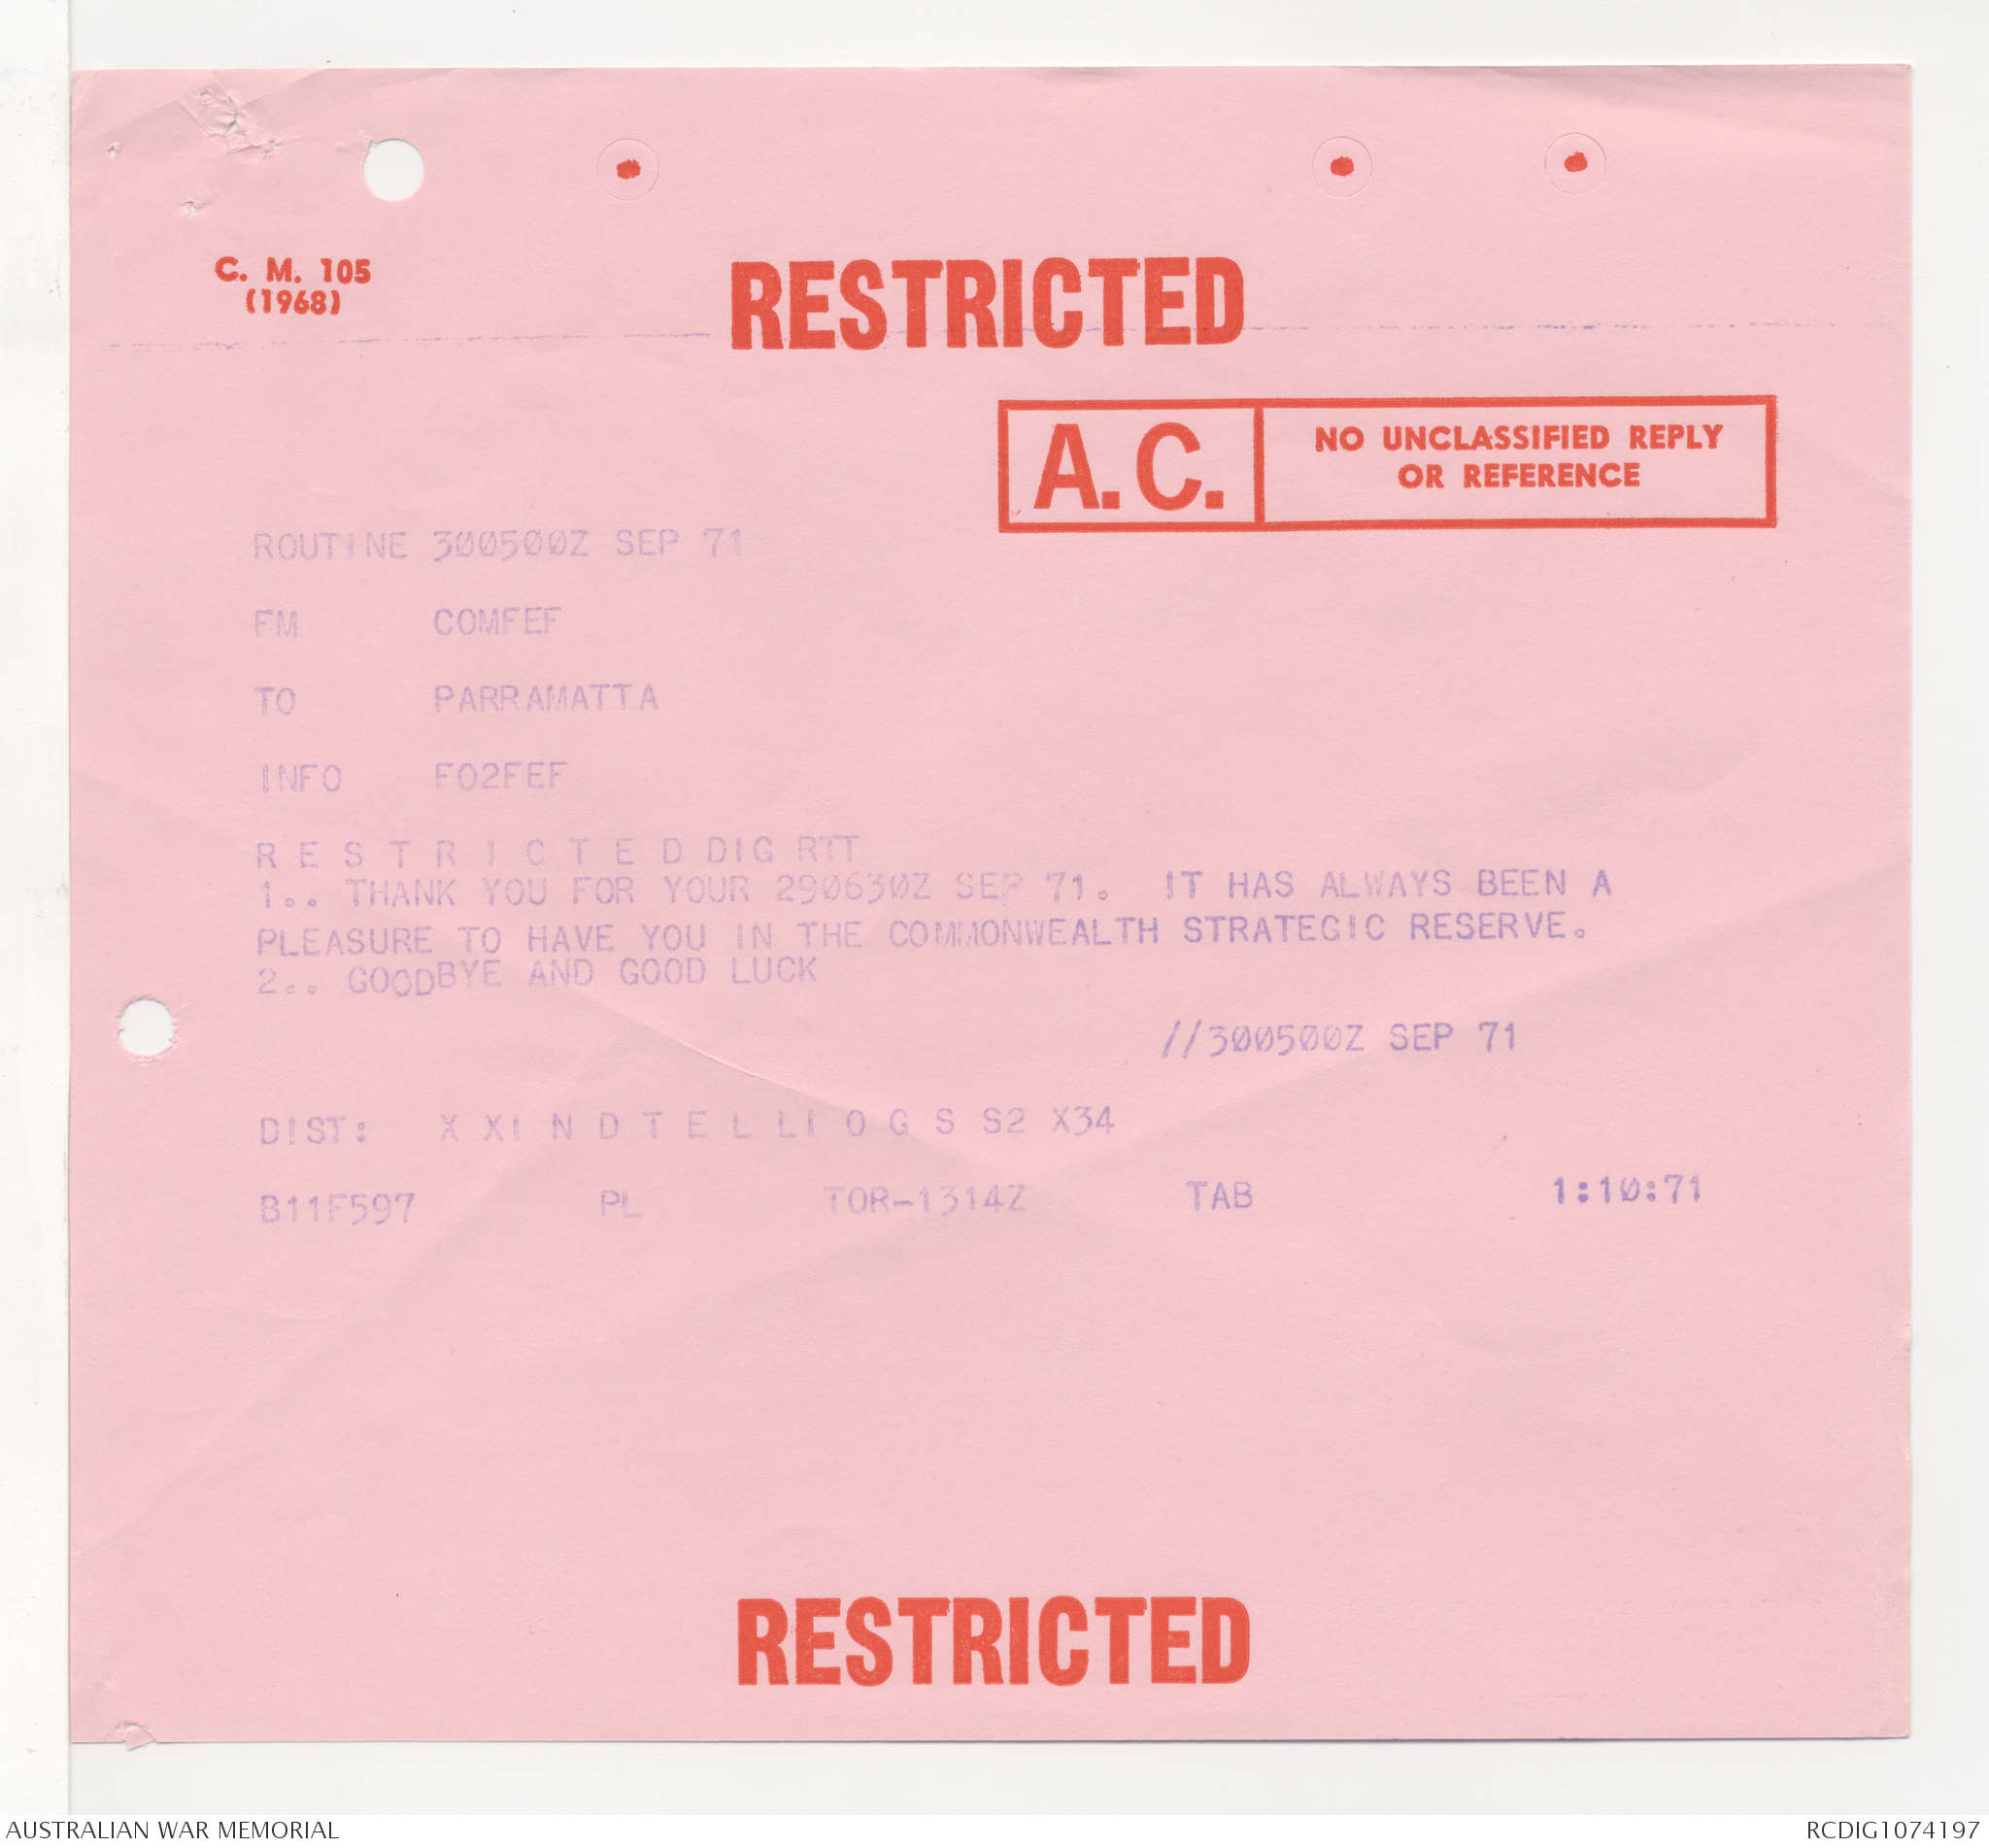 C. M. 105
(1968)
RESTRICTED
A.C.
NO UNCLASSIFIED REPLY
OR REFERENCE
ROUTINE 300500Z SEP 71
FM COMFEF
TO PARRAMATTA
INFO FO2FEF
R E S T R I C T E D DIG RTT
1.. THANK YOU FOR YOUR 290630Z SEP 71. IT HAS ALWAYS BEEN A
PLEASURE TO HAVE YOU IN THE COMMONWEALTH STRATEGIC RESERVE.
2.. GOODBYE AND GOOD LUCK
//300500Z SEP 71
DIST: X XI N D T E L LI O G S S2 X34
B11F597 PL TOR-1314Z TAB 1:10:71
RESTRICTED
AUSTRALIAN WAR MEMORIAL
RCDIG1074197